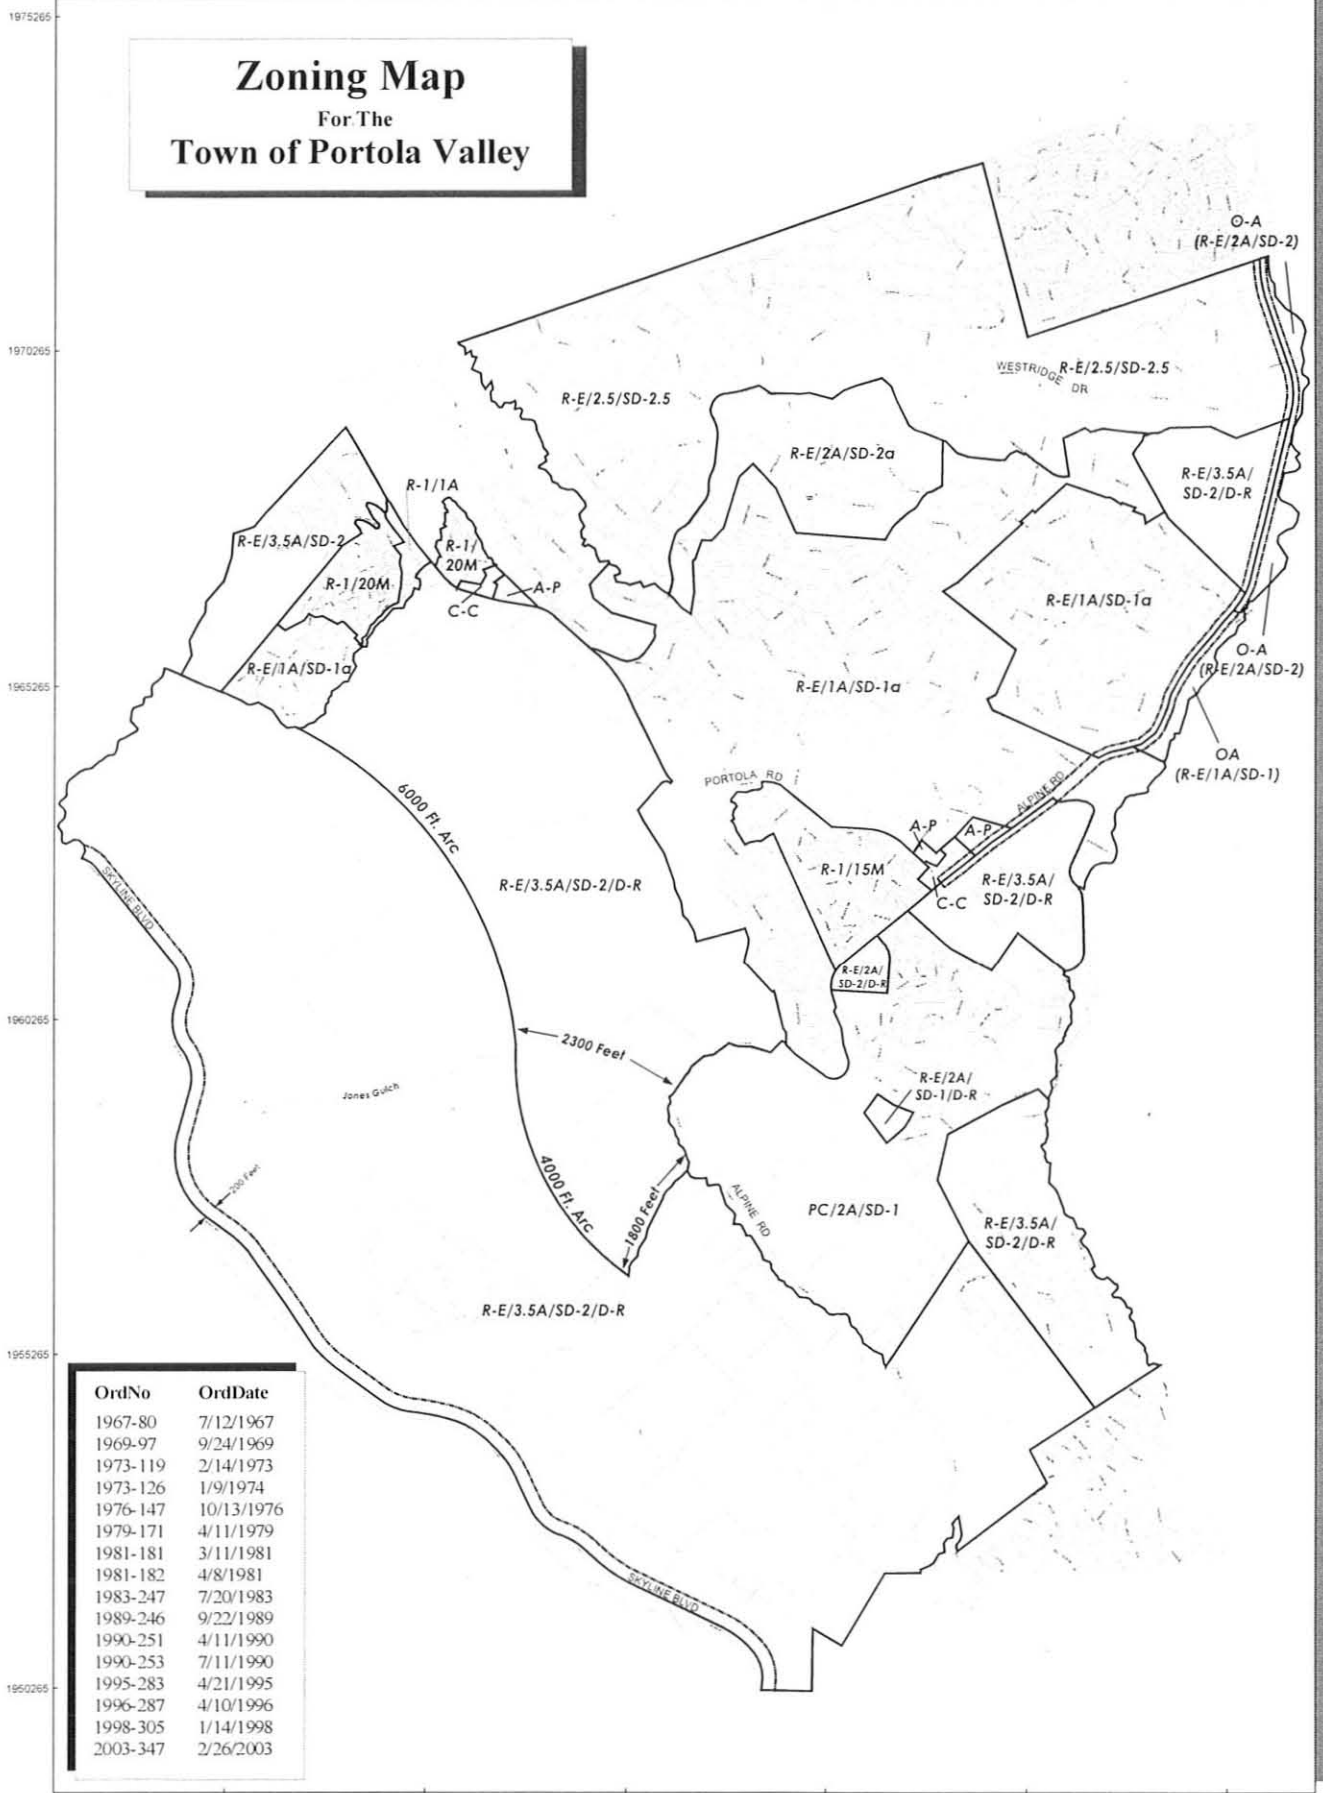 1975265
Zoning Map
For The
Town of Portola Valley
O-A
(R-E/2A/SD-2)
1970265
WESTRIDGE DR
R-E/2.5/SD-2.5
R-E/2.5/SD-2.5
R-E/2A/SD-2a
R-E/3.5A/
SD-2/D-R
R-1/1A
R-E/3.5A/SD-2
R-1/
20M
R-1/20M
A-P
C-C
R-E/1A/SD-1a
O-A
(R-E/2A/SD-2)
R-E/1A/SD-1a
1965265
R-E/1A/SD-1a
OA
(R-E/1A/SD-1)
PORTOLA RD
ALPINE RD
6000 Ft. Arc
A-P
A-P
R-1/15M
R-E/3.5A/
SD-2/D-R
C-C
R-E/3.5A/SD-2/D-R
SKYLINE BLVD
R-E/2A/
SD-2/D-R
1960265
2300 Feet
R-E/2A/
SD-1/D-R
Jones Gulch
4000 Ft. Arc
200 Feet
1800 Feet
ALPINE RD
PC/2A/SD-1
R-E/3.5A/
SD-2/D-R
R-E/3.5A/SD-2/D-R
1955265
OrdNo OrdDate
1967-80 7/12/1967
1969-97 9/24/1969
1973-119 2/14/1973
1973-126 1/9/1974
1976-147 10/13/1976
1979-171 4/11/1979
1981-181 3/11/1981
1981-182 4/8/1981
1983-247 7/20/1983
1989-246 9/22/1989
1990-251 4/11/1990
1990-253 7/11/1990
1995-283 4/21/1995
1996-287 4/10/1996
1998-305 1/14/1998
2003-347 2/26/2003
SKYLINE BLVD
1950265